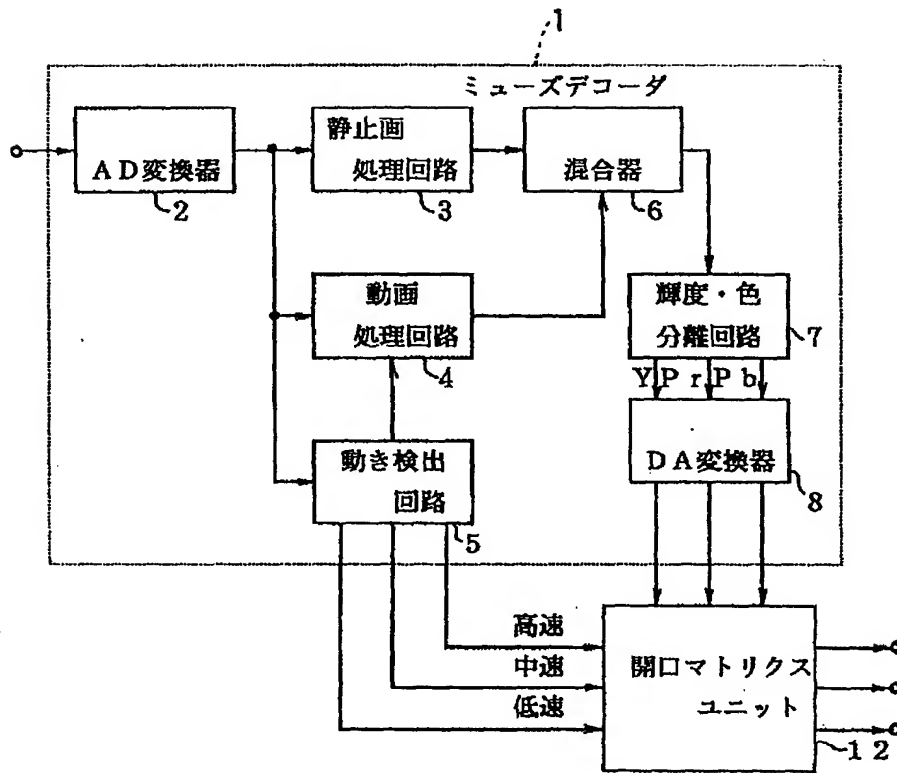 1
ミューズデコーダ
AD変換器
2
静止画
処理回路
3
混合器
6
動画
処理回路
4
輝度・色
分離回路
7
Y Pr Pb
動き検出
回路
5
DA変換器
8
高速
中速
低速
開口マトリクス
ユニット
12